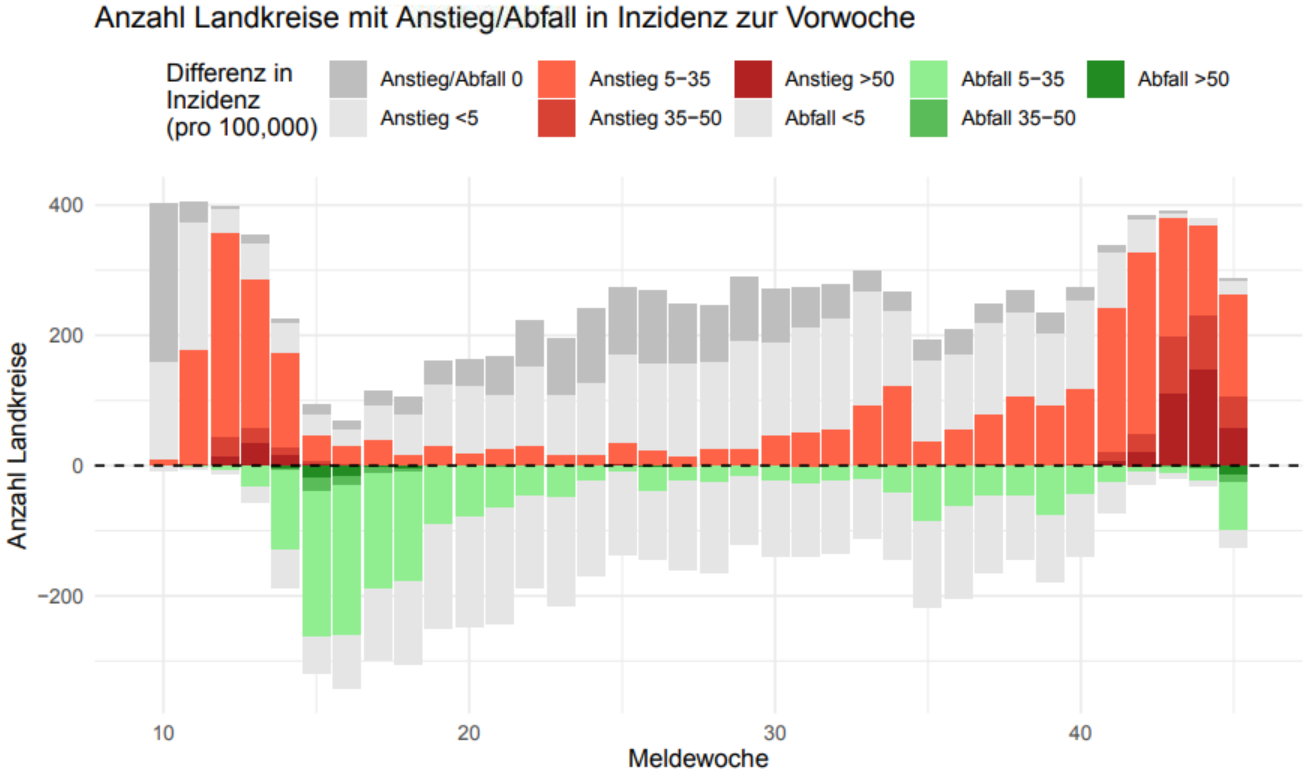 Anzahl Landkreise mit Anstieg/Abfall in Inzidenz zur Vorwoche
Differenz in
Inzidenz
(pro 100,000)
Anstieg/Abfall 0
Anstieg 5−35
Anstieg >50
Abfall 5−35
Abfall >50
Anstieg <5
Anstieg 35−50
Abfall <5
Abfall 35−50
Anzahl Landkreise
400
200
0
−200
10
20
30
40
Meldewoche